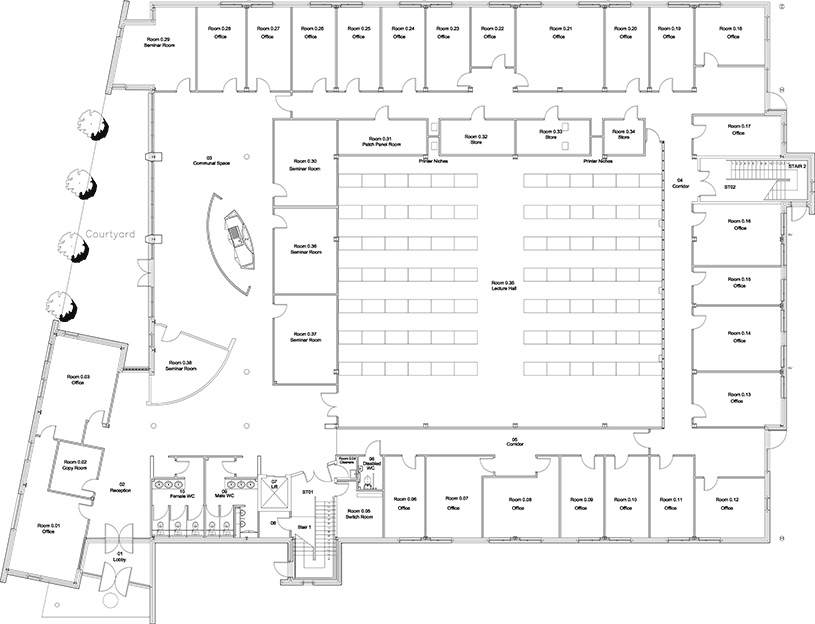 Room 0.29
Seminar Room
Room 0.28
Office
Room 0.27
Office
Room 0.26
Office
Room 0.25
Office
Room 0.24
Office
Room 0.23
Office
Room 0.22
Office
Room 0.21
Office
Room 0.20
Office
Room 0.19
Office
Room 0.18
Office
Room 0.17
Office
Room 0.31
Patch Panel Room
Room 0.32
Store
Room 0.33
Store
Room 0.34
Store
Printer Niches
Printer Niches
03
Communal Space
Room 0.30
Seminar Room
04
Corridor
STAIR 2
ST02
Courtyard
Room 0.36
Seminar Room
Room 0.16
Office
Room 0.35
Lecture Hall
Room 0.15
Office
Room 0.37
Seminar Room
Room 0.14
Office
Room 0.38
Seminar Room
Room 0.03
Office
Room 0.13
Office
05
Corridor
Room 0.02
Copy Room
02
Reception
10
Female WC
09
Male WC
07
Lift
ST01
Room 0.04
Cleaners
08
Disabled
WC
Room 0.06
Office
Room 0.07
Office
Room 0.08
Office
Room 0.09
Office
Room 0.10
Office
Room 0.11
Office
Room 0.12
Office
Room 0.05
Switch Room
06
Stair 1
Room 0.01
Office
01
Lobby